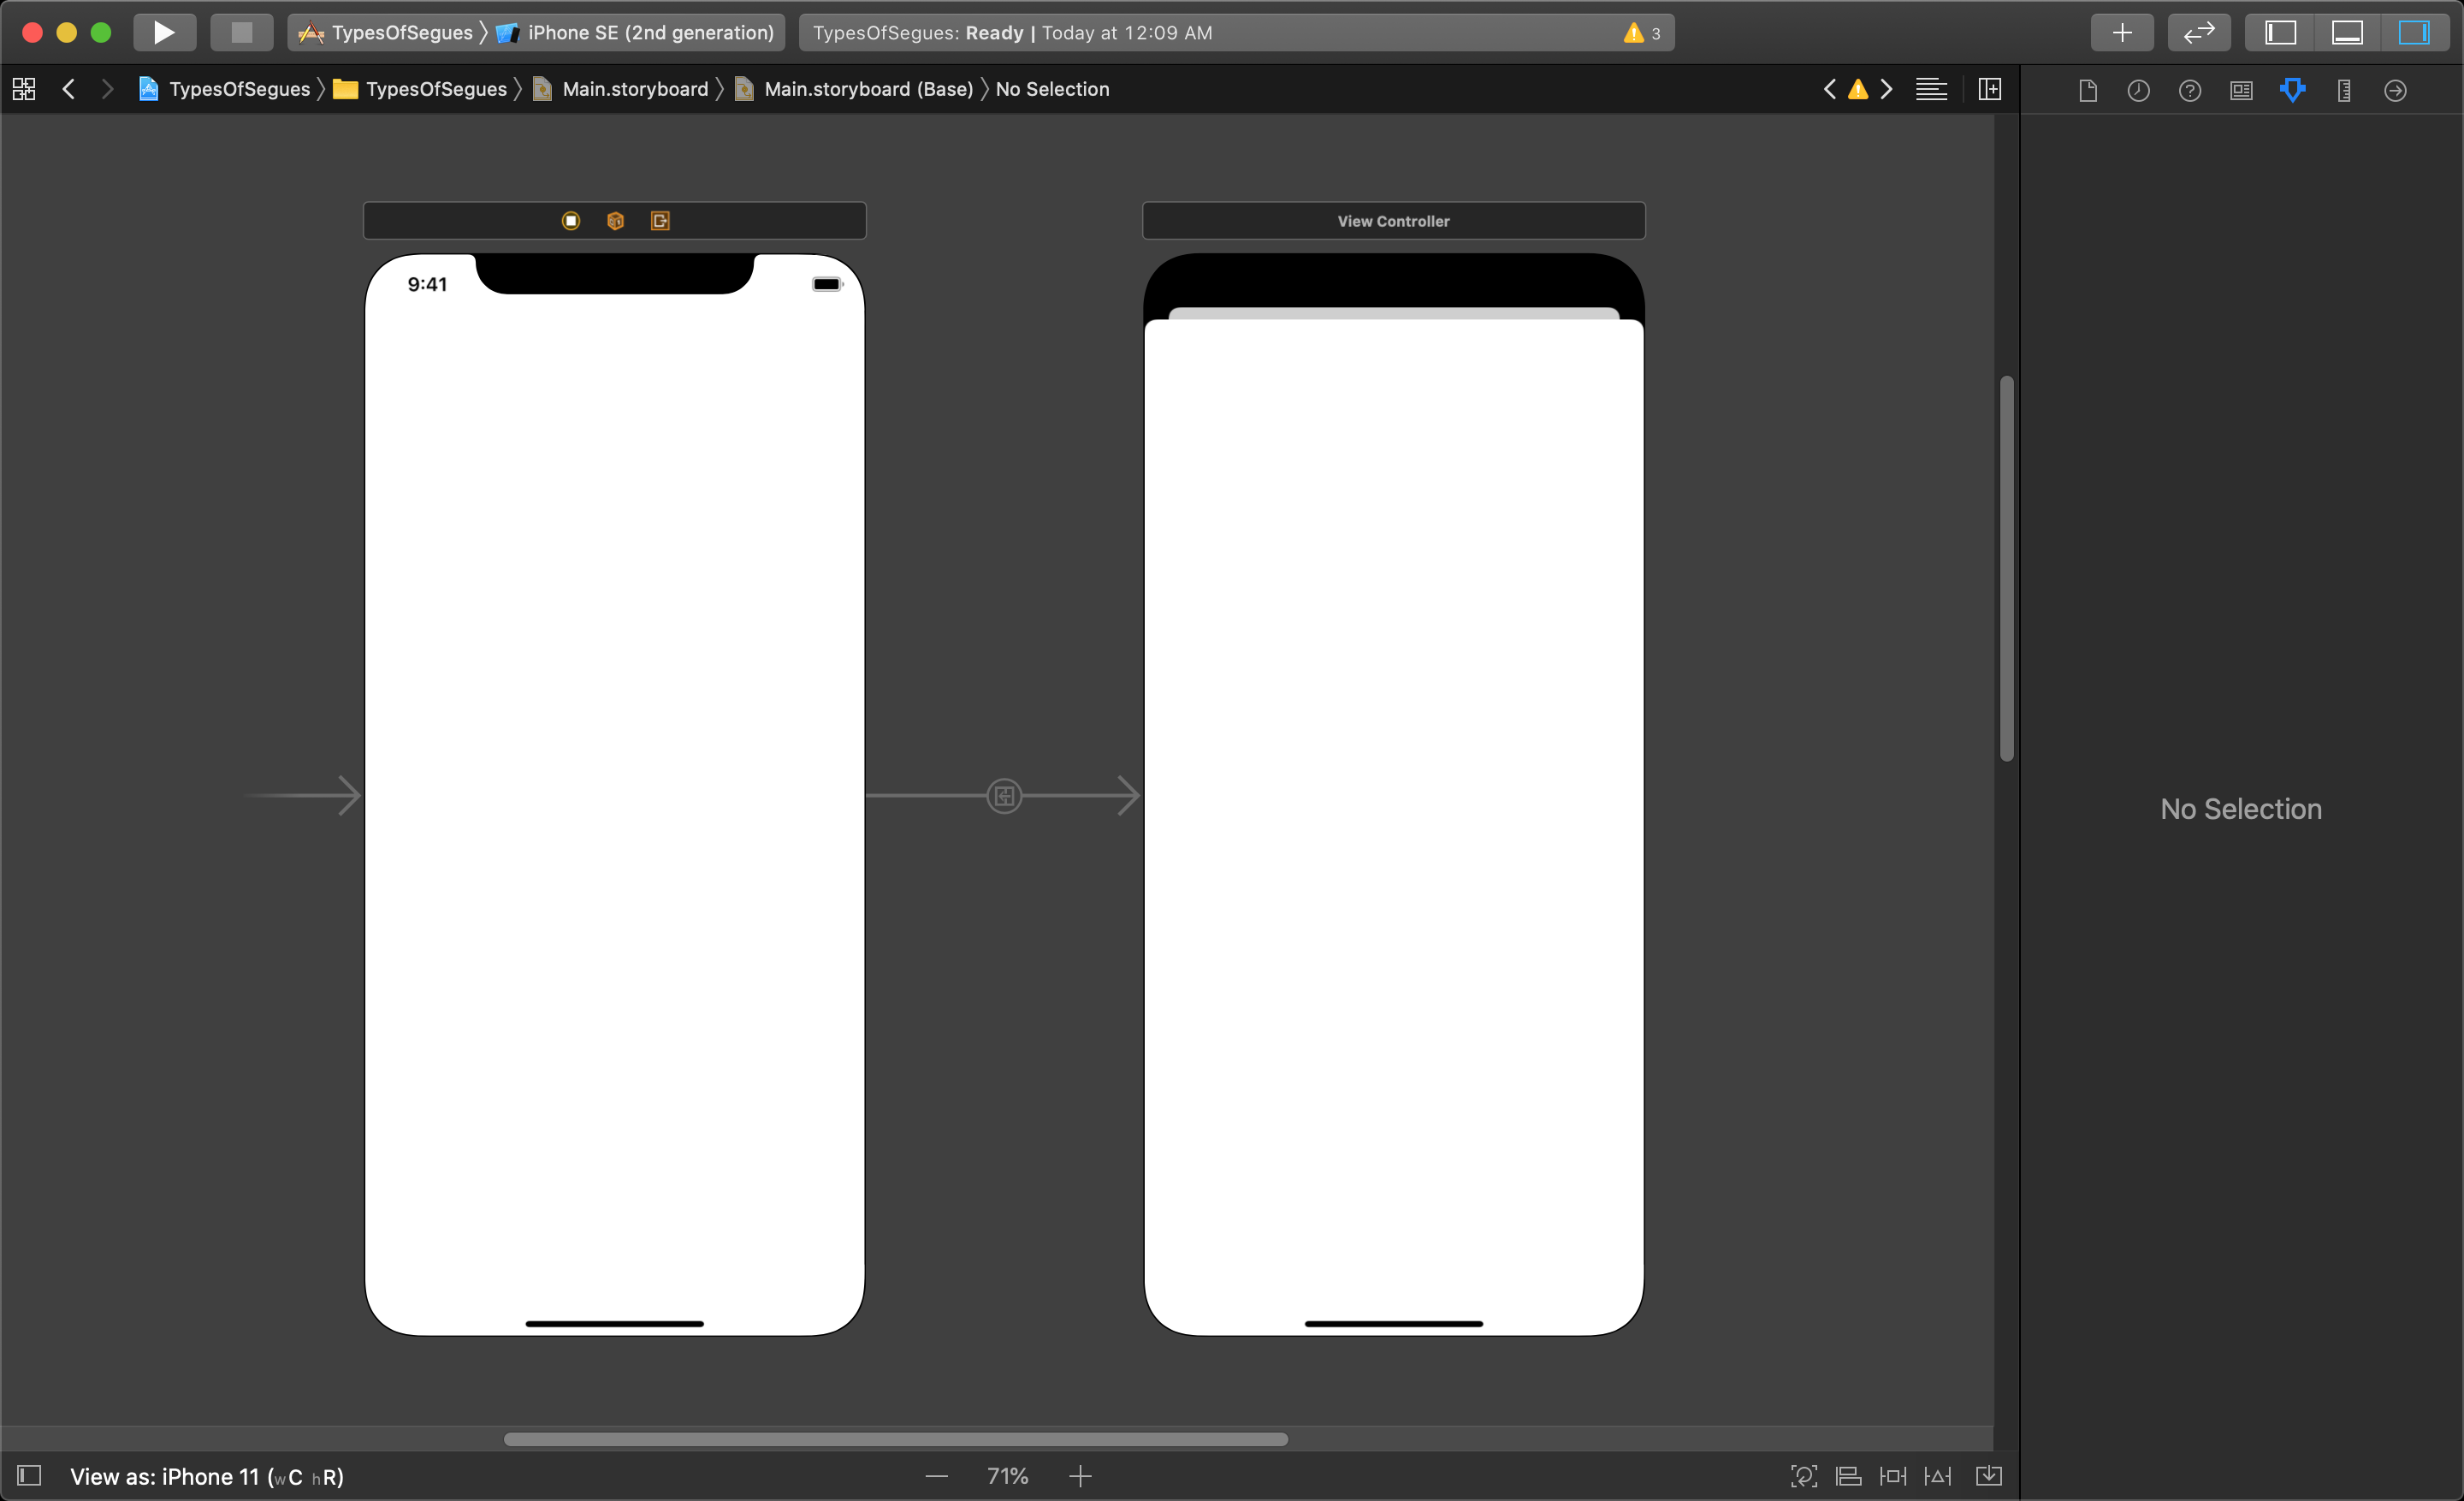 TypesOfSegues 〉 iPhone SE (2nd generation)
TypesOfSegues: Ready | Today at 12:09 AM
3
TypesOfSegues 〉 TypesOfSegues 〉 Main.storyboard 〉 Main.storyboard (Base) 〉 No Selection
View Controller
9:41
No Selection
View as: iPhone 11 (wC hR)
71%